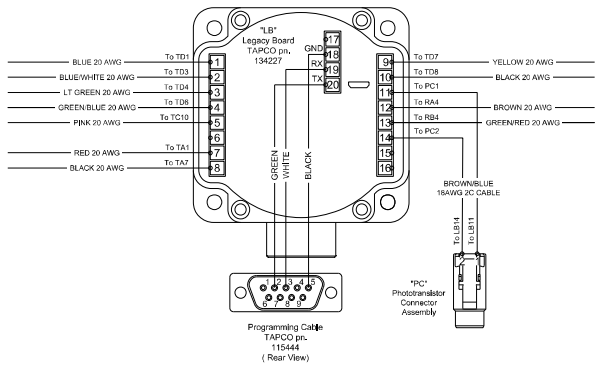 "LB"
Legacy Board
TAPCO pn.
134227
GND
RX
TX
17
18
19
20
BLUE 20 AWG To TD1 1
BLUE/WHITE 20 AWG To TD3 2
LT GREEN 20 AWG To TD4 3
GREEN/BLUE 20 AWG To TD6 4
PINK 20 AWG To TC10 5
6
RED 20 AWG To TA1 7
BLACK 20 AWG To TA7 8
9 To TD7 YELLOW 20 AWG
10 To TD8 BLACK 20 AWG
11 To PC1
12 To RA4 BROWN 20 AWG
13 To RB4 GREEN/RED 20 AWG
14 To PC2
15
16
GREEN
WHITE
BLACK
BROWN/BLUE
18AWG 2C CABLE
To LB14
To LB11
"PC"
Phototransistor
Connector
Assembly
1 2 3 4 5
6 7 8 9
Programming Cable
TAPCO pn.
115444
( Rear View)